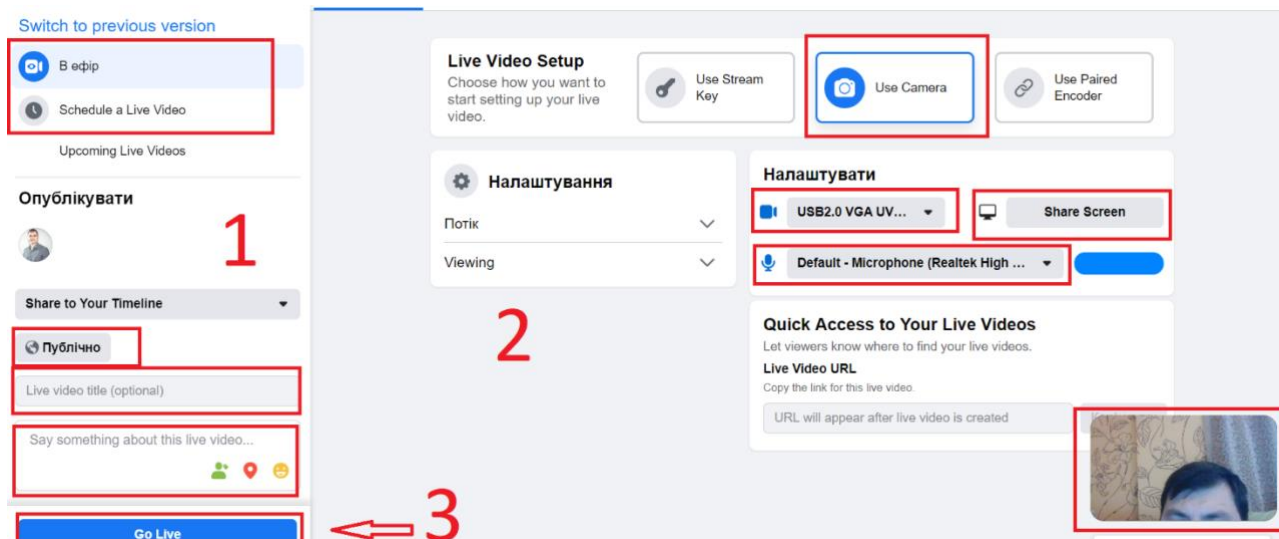 Switch to previous version
В ефір
Schedule a Live Video
Upcoming Live Videos
Опублікувати
1
Share to Your Timeline
Публічно
Live video title (optional)
Say something about this live video...
Go Live
3
Live Video Setup
Choose how you want to
start setting up your live
video.
Use Stream
Key
Use Camera
Use Paired
Encoder
Налаштування
Потік
Viewing
2
Налаштувати
USB2.0 VGA UV...
Share Screen
Default - Microphone (Realtek High ...
Quick Access to Your Live Videos
Let viewers know where to find your live videos.
Live Video URL
Copy the link for this live video.
URL will appear after live video is created